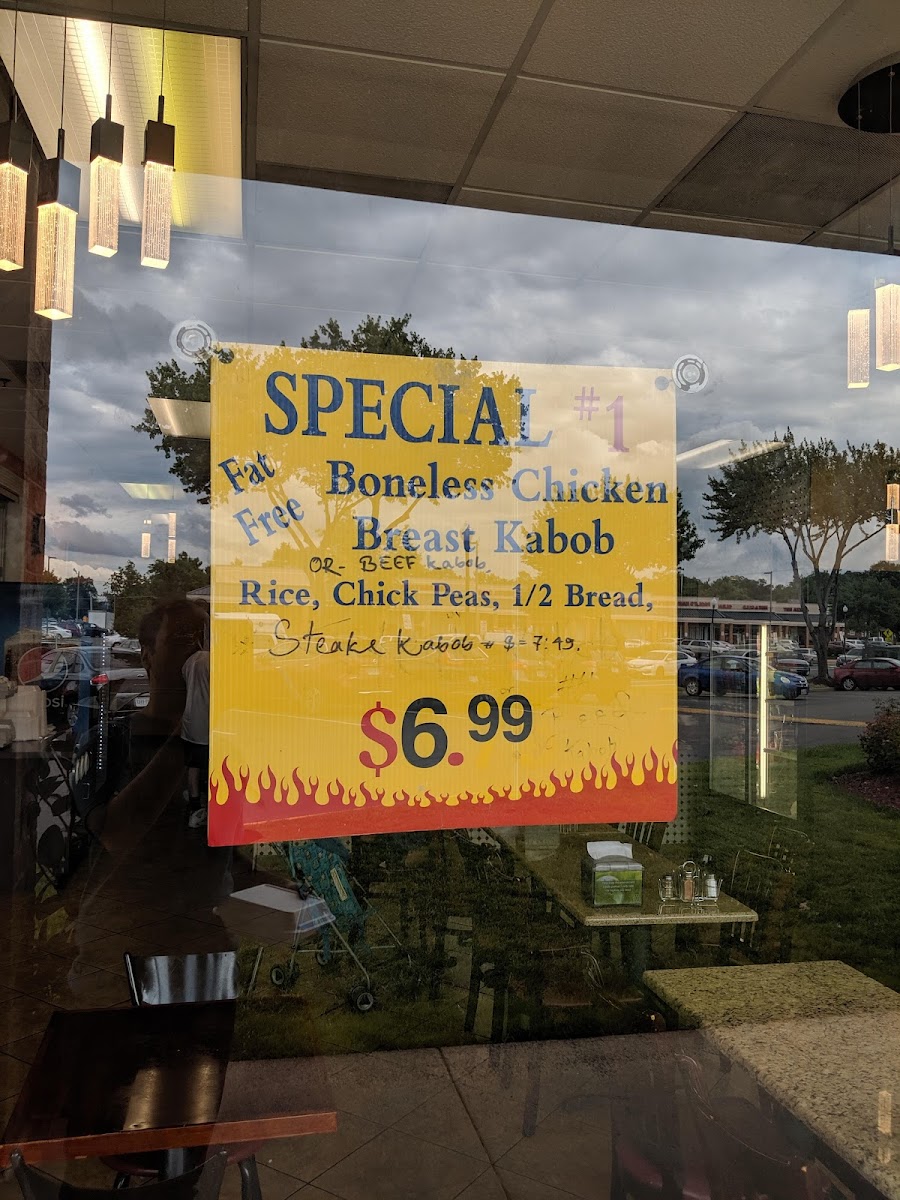 SPECIAL #1
Fat
Free
Boneless Chicken
Breast Kabob
OR- BEEF kabob.
Rice, Chick Peas, 1/2 Bread,
Steake Kabob # $= 7.49.
$6.99